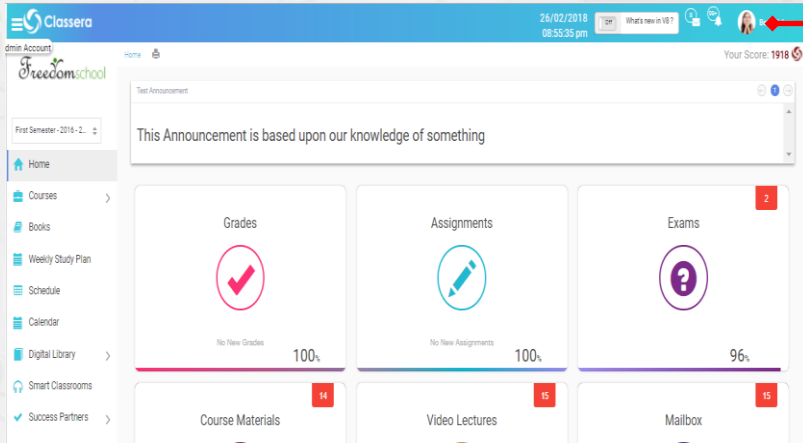 Classera
26/02/2018
08:55:35 pm
Off What's new in V8 ?
0
99+
dmin Account
Freedomschool
Home
Your Score: 1918
Test Announcement
1
This Announcement is based upon our knowledge of something
First Semester - 2016 - 2...
Home
Courses
Books
Weekly Study Plan
Schedule
Calendar
Digital Library
Smart Classrooms
Success Partners
Grades
No New Grades
100%
Assignments
No New Assignments
100%
2
Exams
96%
14
Course Materials
15
Video Lectures
15
Mailbox